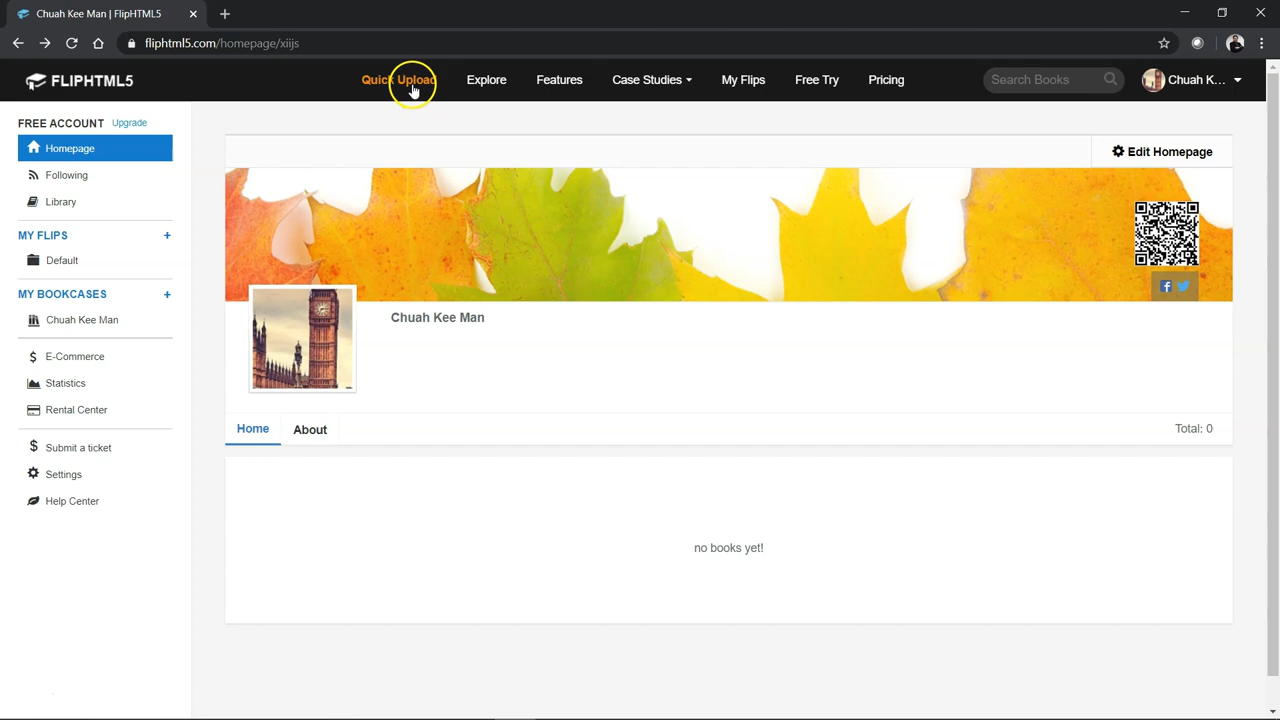 Chuah Kee Man | FlipHTML5
fliphtml5.com/homepage/xiijs
FLIPHTML5
Quick Upload
Explore
Features
Case Studies
My Flips
Free Try
Pricing
Search Books
Chuah K...
FREE ACCOUNT Upgrade
Homepage
Following
Library
MY FLIPS +
Default
MY BOOKCASES +
Chuah Kee Man
$ E-Commerce
Statistics
Rental Center
$ Submit a ticket
Settings
Help Center
Edit Homepage
Chuah Kee Man
Home
About
Total: 0
no books yet!